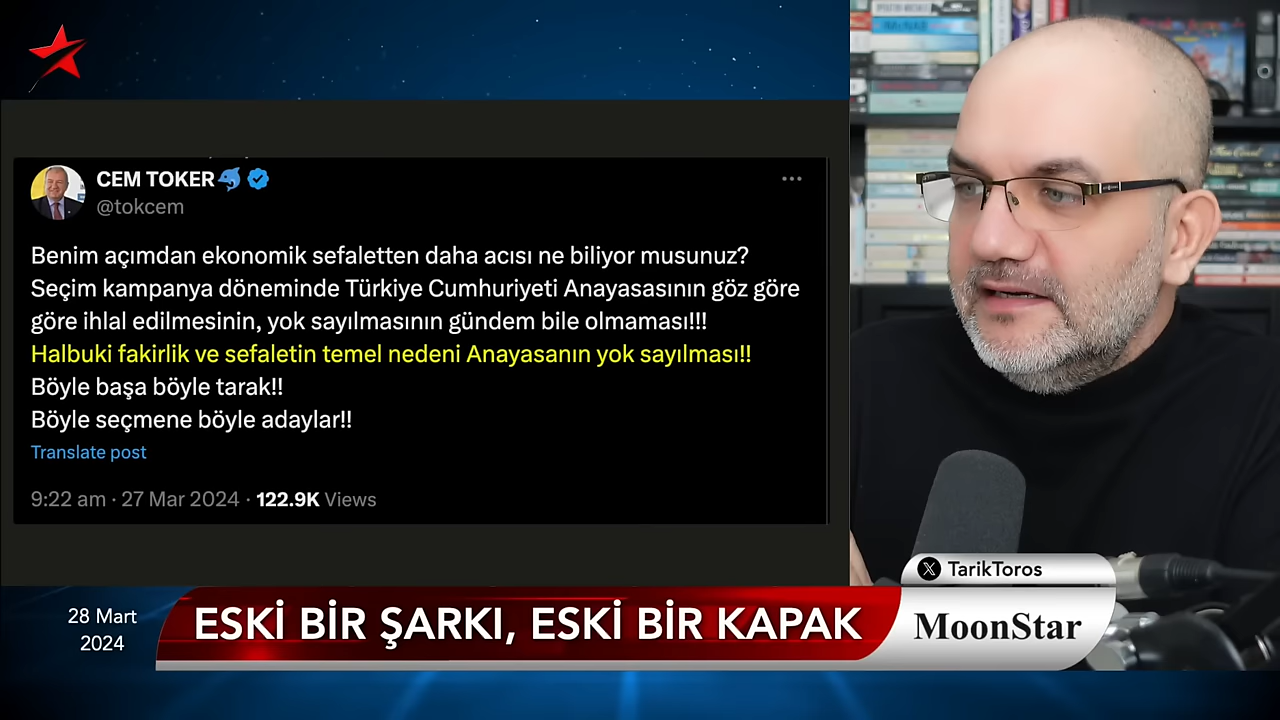 CEM TOKER
@tokcem
Benim açımdan ekonomik sefaletten daha acısı ne biliyor musunuz?
Seçim kampanya döneminde Türkiye Cumhuriyeti Anayasasının göz göre
göre ihlal edilmesinin, yok sayılmasının gündem bile olmaması!!!
Halbuki fakirlik ve sefaletin temel nedeni Anayasanın yok sayılması!!
Böyle başa böyle tarak!!
Böyle seçmene böyle adaylar!!
Translate post
9:22 am · 27 Mar 2024 · 122.9K Views
TarikToros
28 Mart
2024
ESKİ BİR ŞARKI, ESKİ BİR KAPAK
MoonStar